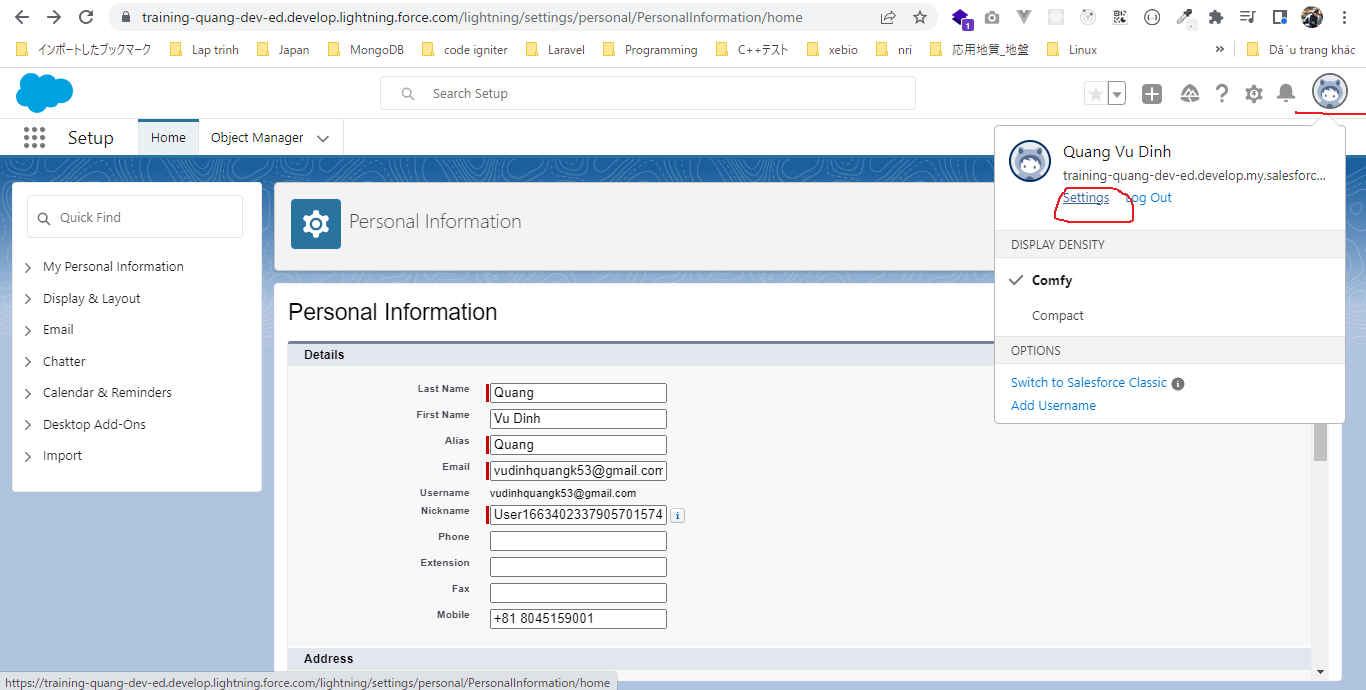 training-quang-dev-ed.develop.lightning.force.com/lightning/settings/personal/PersonalInformation/home
1
インポートしたブックマーク Lap trinh Japan MongoDB code igniter Laravel Programming C++テスト xebio nri 応用地質_地盤 Linux » Dấu trang khác
Search Setup
Setup Home Object Manager
Quang Vu Dinh
training-quang-dev-ed.develop.my.salesforc...
Settings Log Out
DISPLAY DENSITY
Comfy
Compact
OPTIONS
Switch to Salesforce Classic
Add Username
Quick Find
My Personal Information
Display & Layout
Email
Chatter
Calendar & Reminders
Desktop Add-Ons
Import
Personal Information
Personal Information
Details
Last Name Quang
First Name Vu Dinh
Alias Quang
Email vudinhquangk53@gmail.com
Username vudinhquangk53@gmail.com
Nickname User1663402337905701574
Phone
Extension
Fax
Mobile +81 8045159001
Address
https://training-quang-dev-ed.develop.lightning.force.com/lightning/settings/personal/PersonalInformation/home